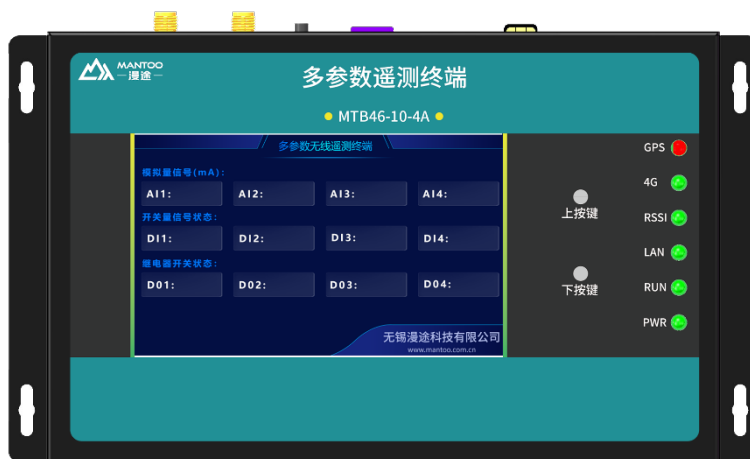 MANTOO
漫途
多参数遥测终端
MTB46-10-4A
多参数无线遥测终端
模拟量信号(mA):
AI1: AI2: AI3: AI4:
开关量信号状态:
DI1: DI2: DI3: DI4:
继电器开关状态:
D01: D02: D03: D04:
无锡漫途科技有限公司
www.mantoo.com.cn
上按键
下按键
GPS
4G
RSSI
LAN
RUN
PWR